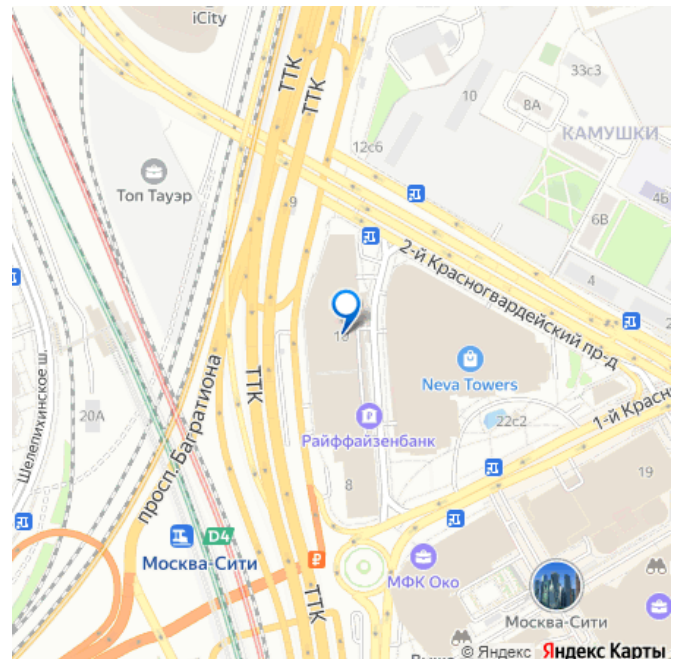 iCity
ТТК
ТТК
33с3
10
8А
КАМУШКИ
12с6
Топ Тауэр
9
4Б
6В
2-й Красногвардейский пр-д
4
2
Шелепихинское ш.
просп. Багратиона
ТТК
Neva Towers
20А
Райффайзенбанк
22с2
1-й Красн
8
19
D4
Москва-Сити
₽
МФК Око
ТТК
Москва-Сити
© Яндекс Яндекс Карты